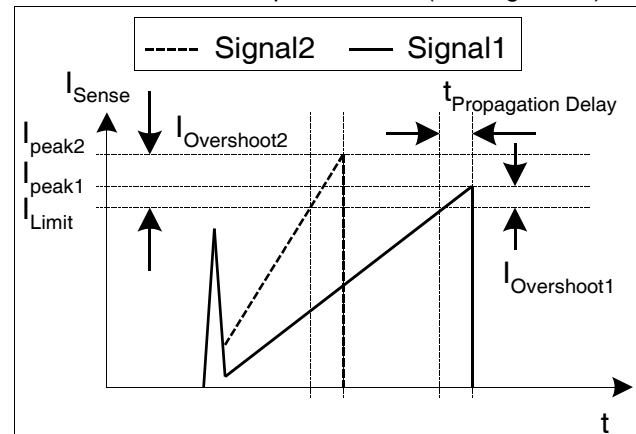 Signal2 Signal1
I_Sense
t_Propagation Delay
I_Overshoot2
I_peak2
I_peak1
I_Limit
I_Overshoot1
t